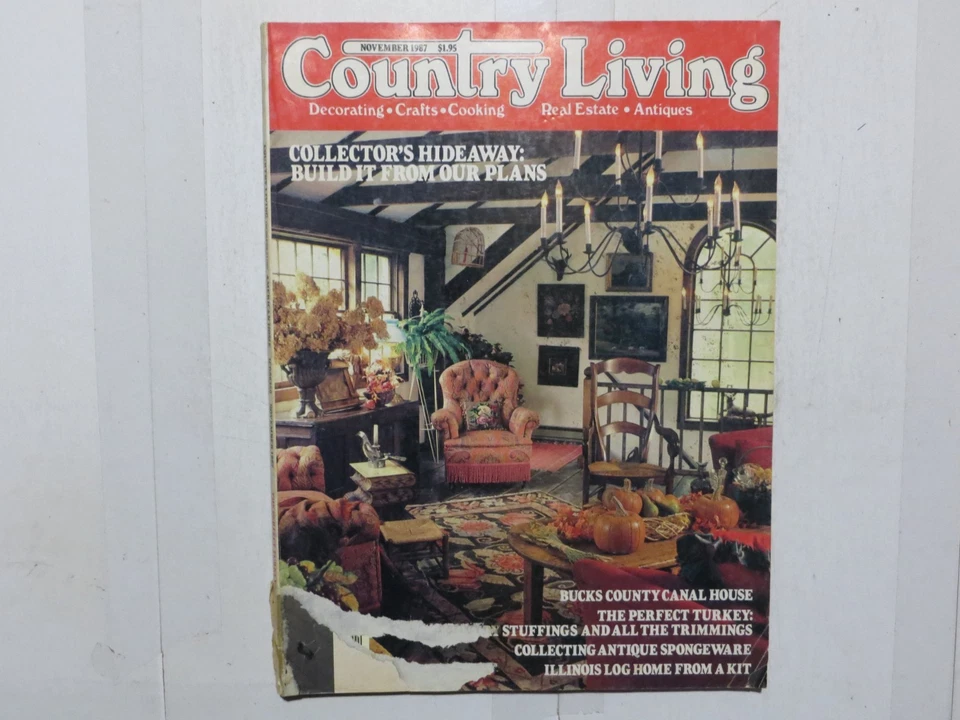 NOVEMBER 1987 $1.95
Country Living
Decorating • Crafts • Cooking Real Estate • Antiques
COLLECTOR'S HIDEAWAY:
BUILD IT FROM OUR PLANS
BUCKS COUNTY CANAL HOUSE
THE PERFECT TURKEY:
STUFFINGS AND ALL THE TRIMMINGS
COLLECTING ANTIQUE SPONGEWARE
ILLINOIS LOG HOME FROM A KIT